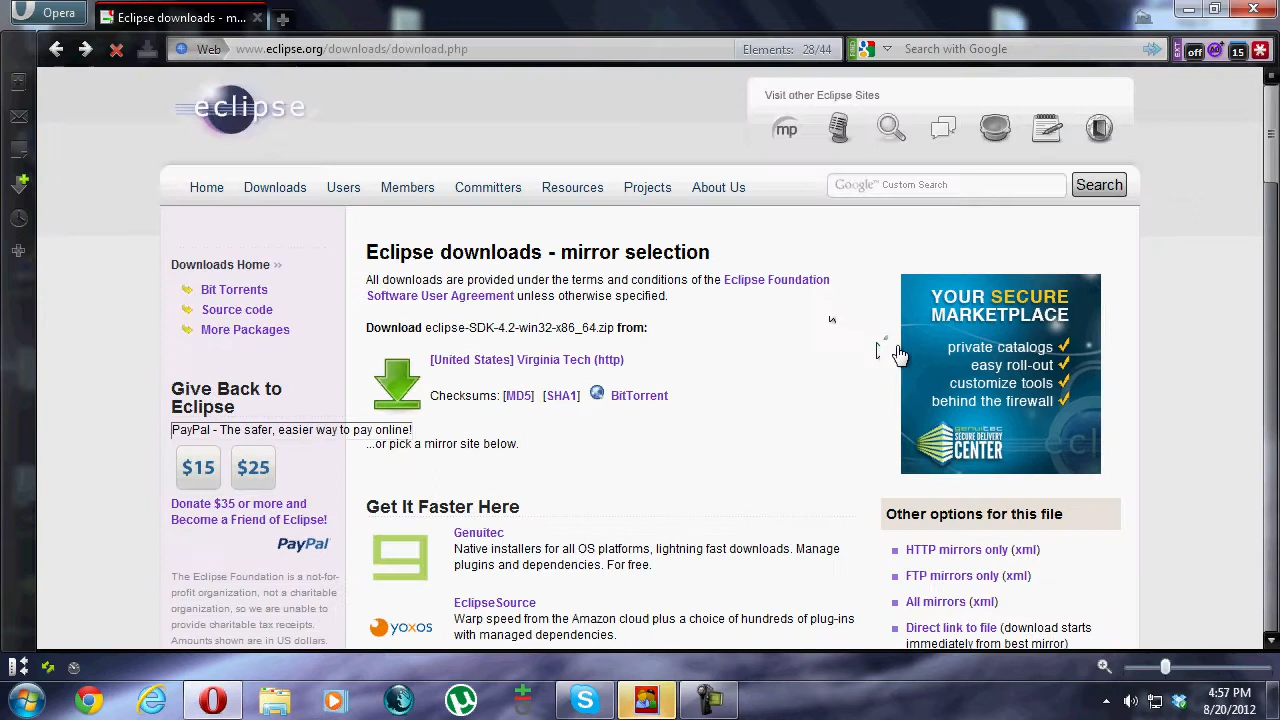 Opera
Eclipse downloads - m...
Web
www.eclipse.org/downloads/download.php
Elements: 28/44
Search with Google
off
15
eclipse
Visit other Eclipse Sites
mp
Home
Downloads
Users
Members
Committers
Resources
Projects
About Us
Google™ Custom Search
Search
Downloads Home »
Bit Torrents
Source code
More Packages
Give Back to
Eclipse
PayPal - The safer, easier way to pay online!
$15
$25
Donate $35 or more and
Become a Friend of Eclipse!
PayPal
The Eclipse Foundation is a not-for-
profit organization, not a charitable
organization, so we are unable to
provide charitable tax receipts.
Amounts shown are in US dollars.
Eclipse downloads - mirror selection
All downloads are provided under the terms and conditions of the Eclipse Foundation
Software User Agreement unless otherwise specified.
Download eclipse-SDK-4.2-win32-x86_64.zip from:
[United States] Virginia Tech (http)
Checksums: [MD5] [SHA1] BitTorrent
...or pick a mirror site below.
Get It Faster Here
Genuitec
Native installers for all OS platforms, lightning fast downloads. Manage
plugins and dependencies. For free.
EclipseSource
Warp speed from the Amazon cloud plus a choice of hundreds of plug-ins
with managed dependencies.
yoxos
YOUR SECURE
MARKETPLACE
private catalogs
easy roll-out
customize tools
behind the firewall
genuitec
SECURE DELIVERY
CENTER
Other options for this file
HTTP mirrors only (xml)
FTP mirrors only (xml)
All mirrors (xml)
Direct link to file (download starts
immediately from best mirror)
4:57 PM
8/20/2012